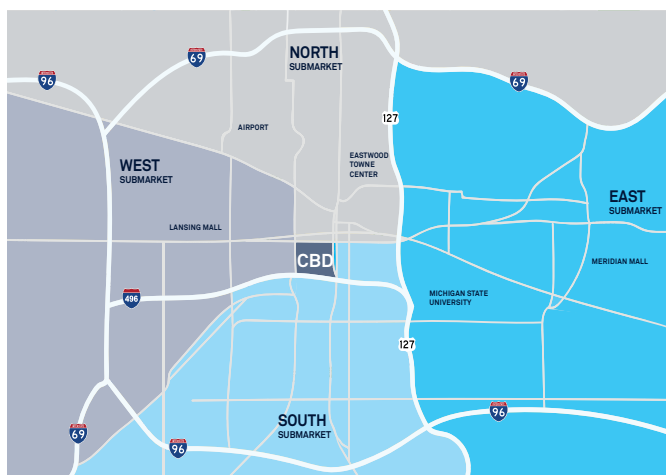 NORTH
SUBMARKET
69
96
69
127
AIRPORT
EASTWOOD
TOWNE
CENTER
WEST
SUBMARKET
EAST
SUBMARKET
LANSING MALL
CBD
MERIDIAN MALL
496
MICHIGAN STATE
UNIVERSITY
127
96
SOUTH
SUBMARKET
69
96